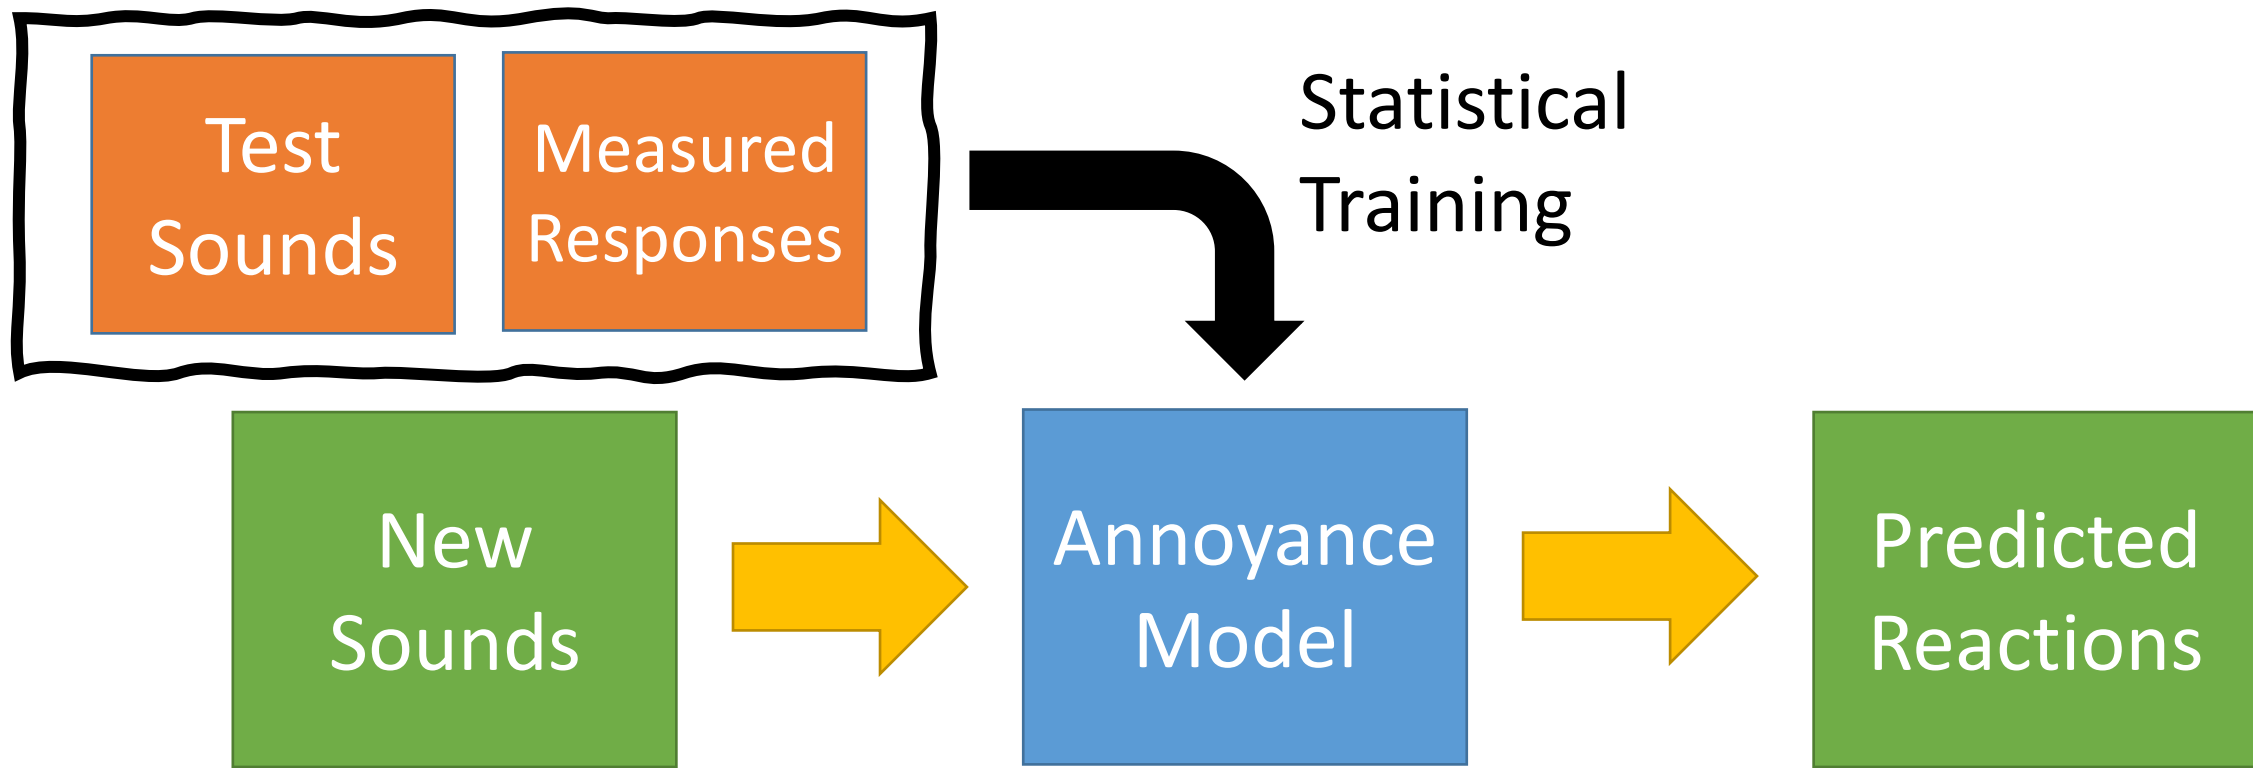 Test
Sounds
Measured
Responses
Statistical
Training
New
Sounds
Annoyance
Model
Predicted
Reactions